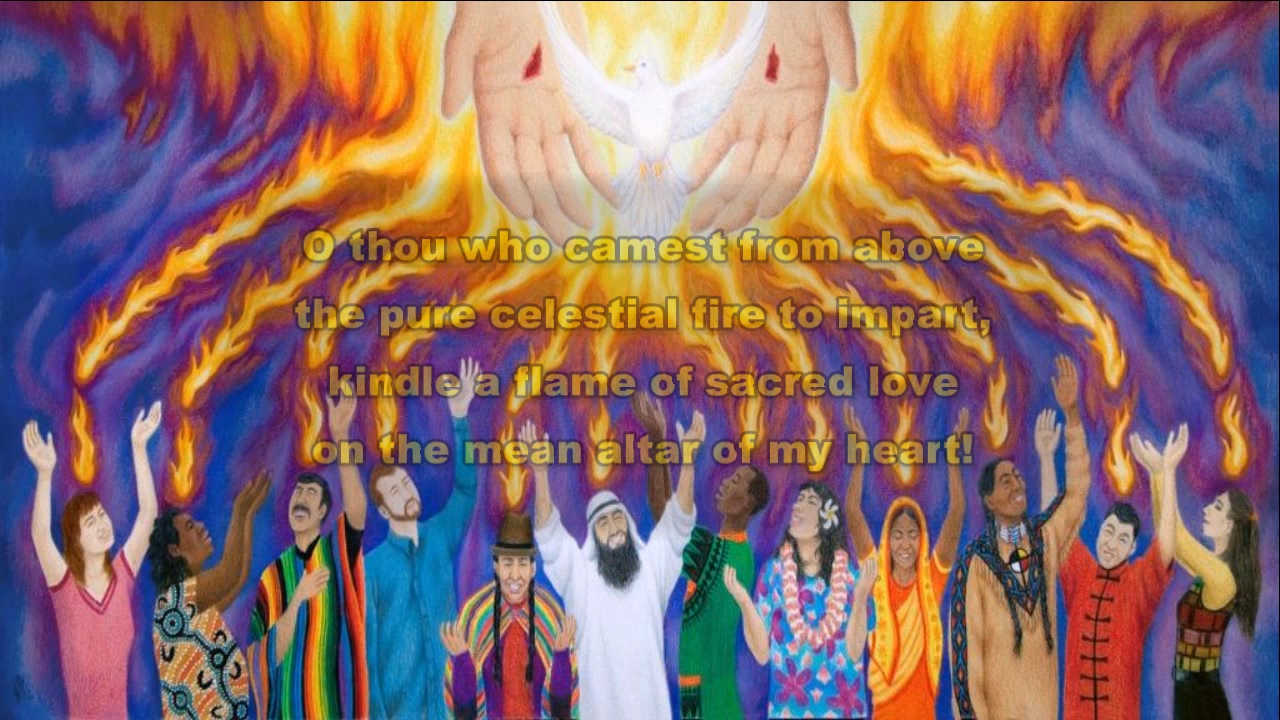 O thou who camest from above
the pure celestial fire to impart,
kindle a flame of sacred love
on the mean altar of my heart!